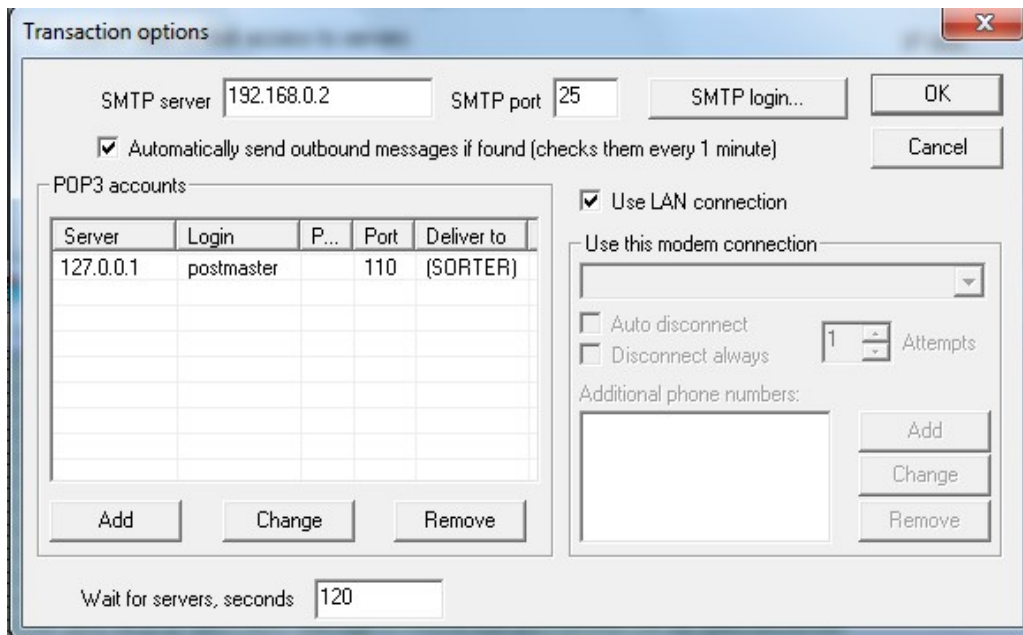 Transaction options
SMTP server 192.168.0.2 SMTP port 25 SMTP login... OK
Automatically send outbound messages if found (checks them every 1 minute) Cancel
POP3 accounts
Server Login P... Port Deliver to
127.0.0.1 postmaster 110 (SORTER)
Add Change Remove
Use LAN connection
Use this modem connection
Auto disconnect
Disconnect always
1 Attempts
Additional phone numbers:
Add
Change
Remove
Wait for servers, seconds 120